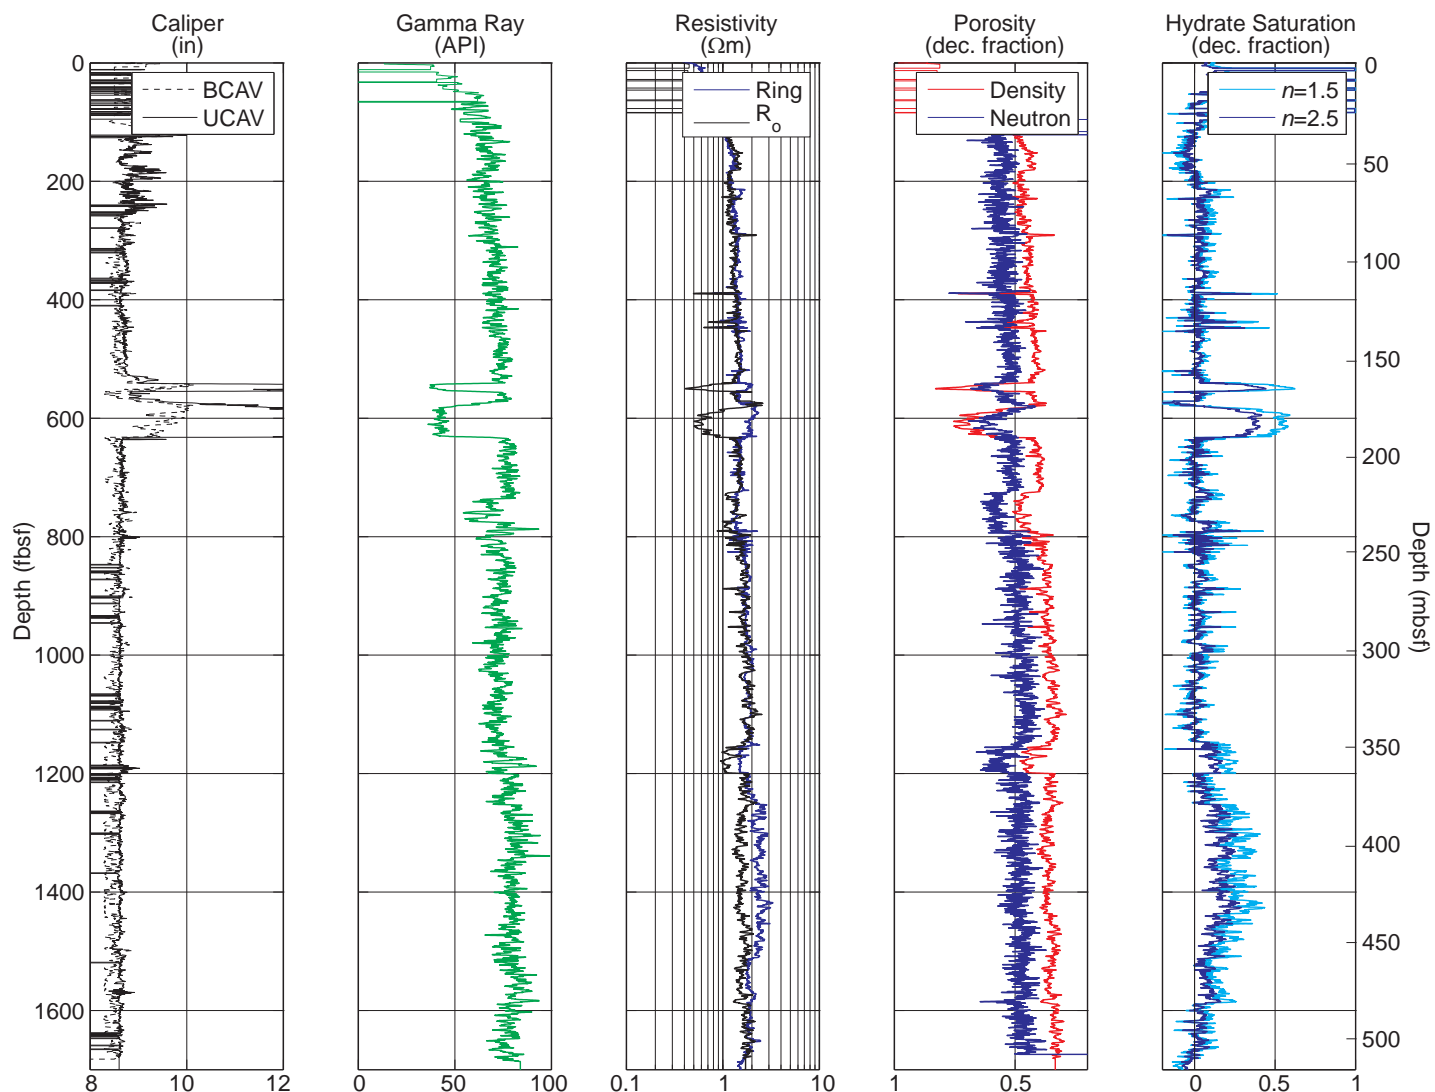 Caliper
(in)
Gamma Ray
(API)
Resistivity
(Ωm)
Porosity
(dec. fraction)
Hydrate Saturation
(dec. fraction)
BCAV
UCAV
Ring
Ro
Density
Neutron
n=1.5
n=2.5
Depth (fbsf)
0
200
400
600
800
1000
1200
1400
1600
8 10 12
0 50 100
0.1 1 10
1 0.5
0 0.5 1
0
50
100
150
200
250
300
350
400
450
500
Depth (mbsf)